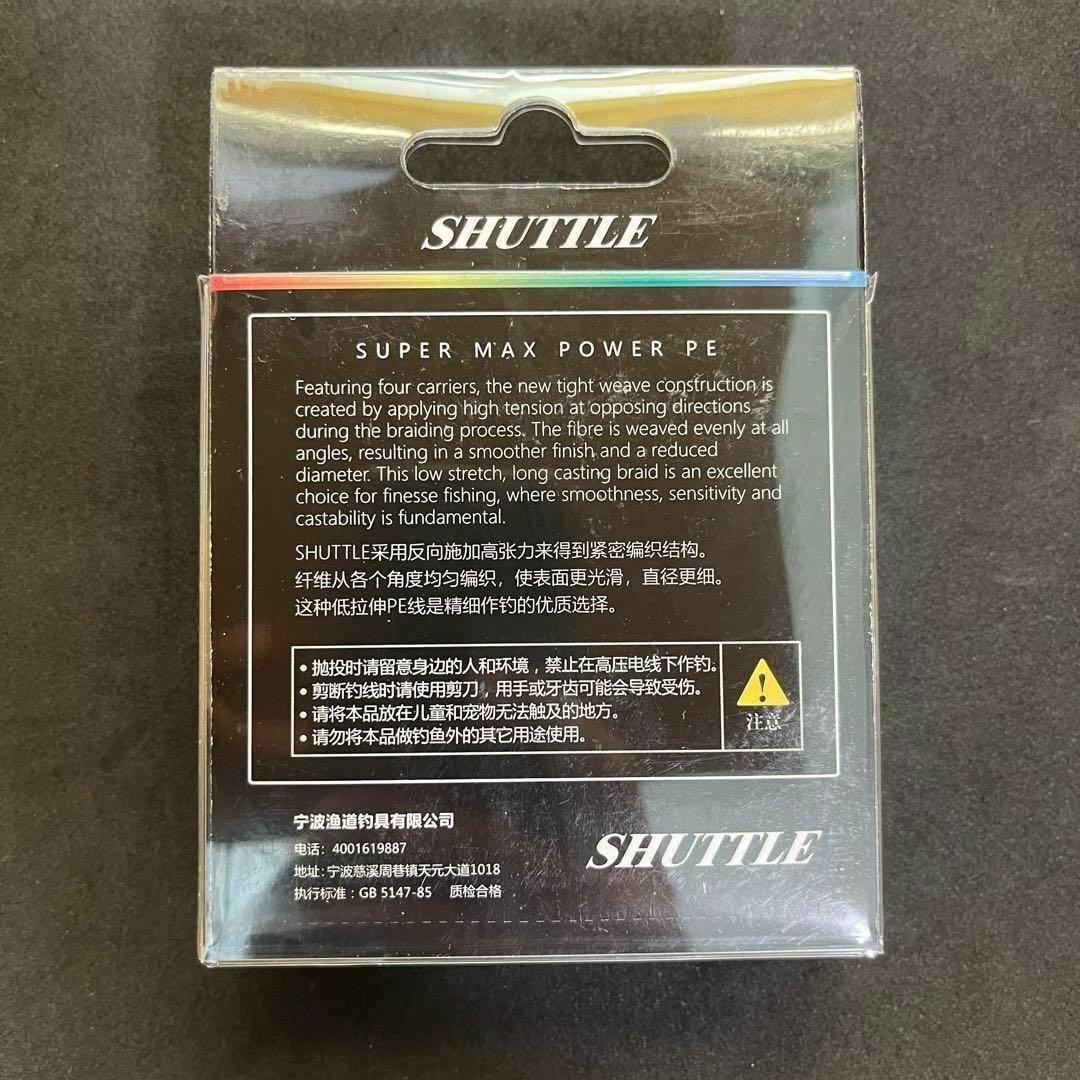 SHUTTLE
SUPER MAX POWER PE
Featuring four carriers, the new tight weave construction is
created by applying high tension at opposing directions
during the braiding process. The fibre is weaved evenly at all
angles, resulting in a smoother finish and a reduced
diameter. This low stretch, long casting braid is an excellent
choice for finesse fishing, where smoothness, sensitivity and
castability is fundamental.
SHUTTLE采用反向施加高张力来得到紧密编织结构。
纤维从各个角度均匀编织，使表面更光滑，直径更细。
这种低拉伸PE线是精细作钓的优质选择。
• 抛投时请留意身边的人和环境，禁止在高压电线下作钓。
• 剪断钓线时请使用剪刀，用手或牙齿可能会导致受伤。
• 请将本品放在儿童和宠物无法触及的地方。
• 请勿将本品做钓鱼外的其它用途使用。
注意
宁波渔道钓具有限公司
电话：4001619887
地址：宁波慈溪周巷镇天元大道1018
执行标准：GB 5147-85 质检合格
SHUTTLE